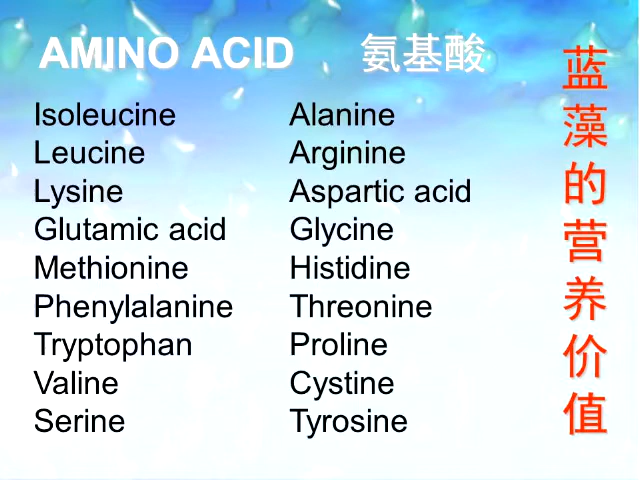 AMINO ACID 氨基酸
Isoleucine
Leucine
Lysine
Glutamic acid
Methionine
Phenylalanine
Tryptophan
Valine
Serine
Alanine
Arginine
Aspartic acid
Glycine
Histidine
Threonine
Proline
Cystine
Tyrosine
蓝藻的营养价值